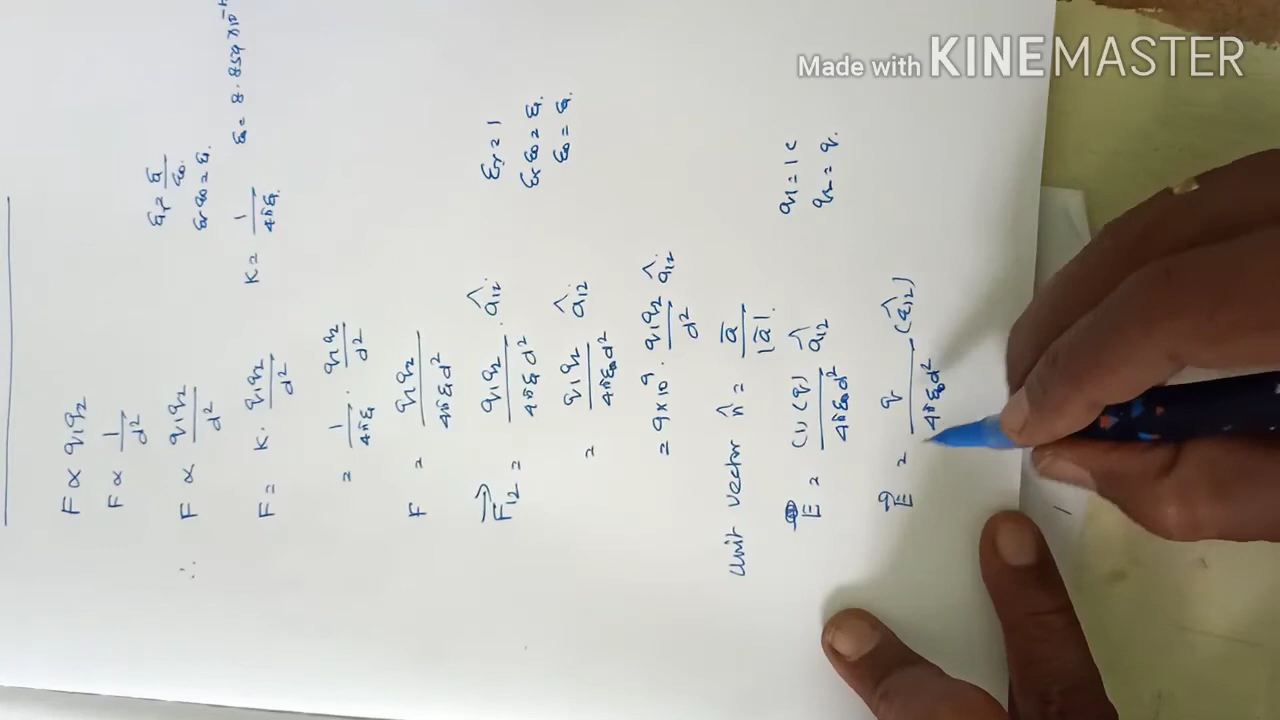 F ∝ q₁q₂
F ∝ 1/d²
∴ F ∝ q₁q₂/d²
εᵣ = ε/ε₀.
εᵣε₀ = ε.
F = K. q₁q₂/d² K = 1/4πε. ε₀ = 8.854×10⁻
= 1/4πε . q₁q₂/d²
F = q₁q₂/4πεd²
F₁₂ = q₁q₂/4πεd² . â₁₂. εᵣ = 1
εᵣε₀ = ε.
= q₁q₂/4πε₀d² â₁₂ ε₀ = ε.
= 9×10⁹. q₁q₂/d² â₁₂
unit vector n̂ = a̅/|a̅|.
E = (1)(q)/4πε₀d² â₁₂ q₁ = 1c
q₂ = q.
E = q/4πε₀d² (â₁₂)
Made with KINEMASTER